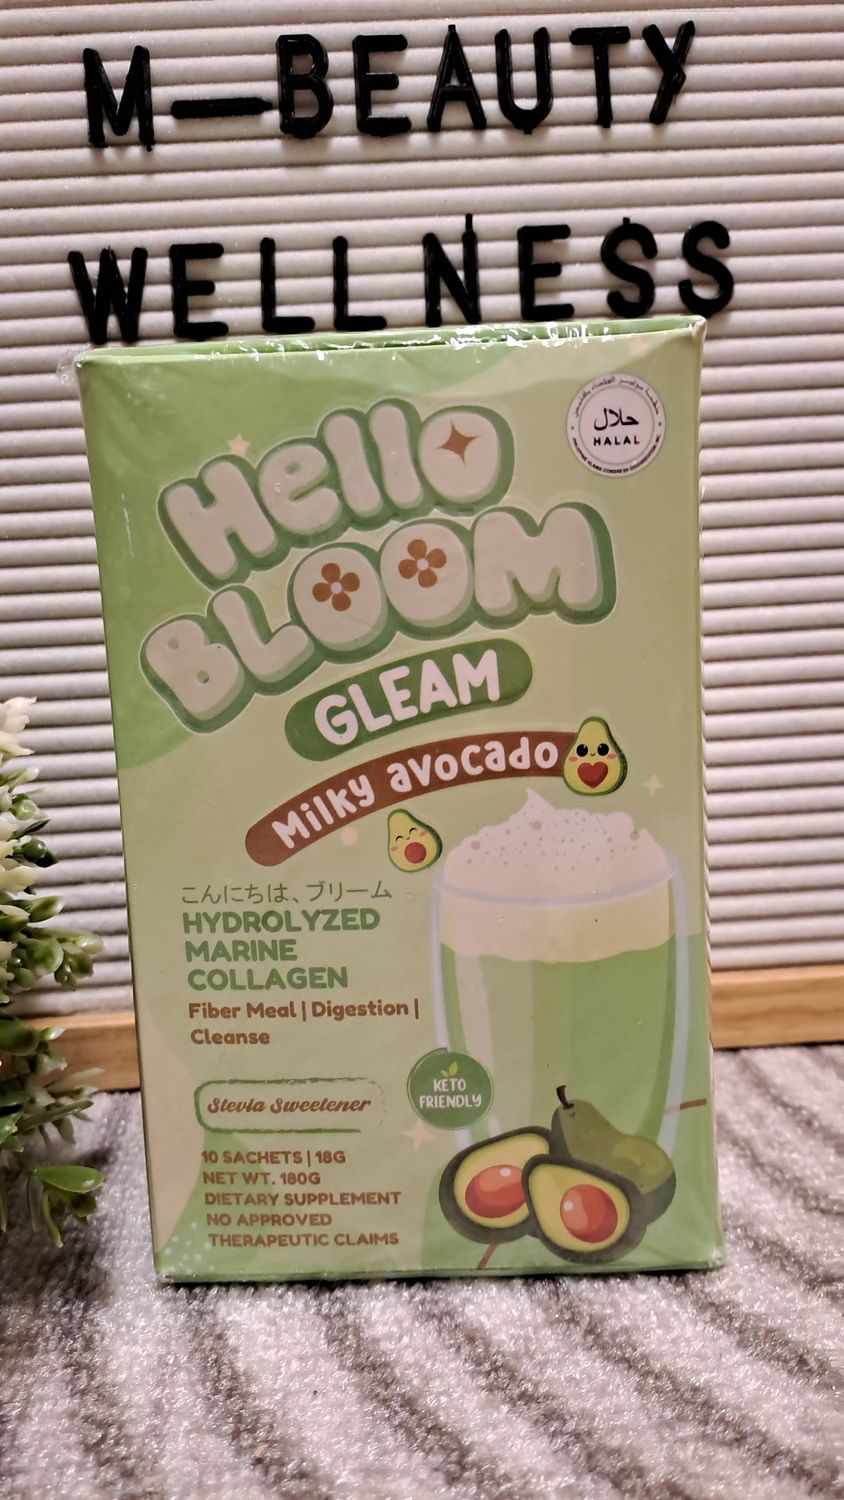 M-BEAUTY
WELLNESS
Hello
BLOOM
GLEAM
Milky avocado
حلال
HALAL
こんにちは、ブリーム
HYDROLYZED
MARINE
COLLAGEN
Fiber Meal | Digestion |
Cleanse
Stevia Sweetener
KETO
FRIENDLY
10 SACHETS | 18G
NET WT. 180G
DIETARY SUPPLEMENT
NO APPROVED
THERAPEUTIC CLAIMS